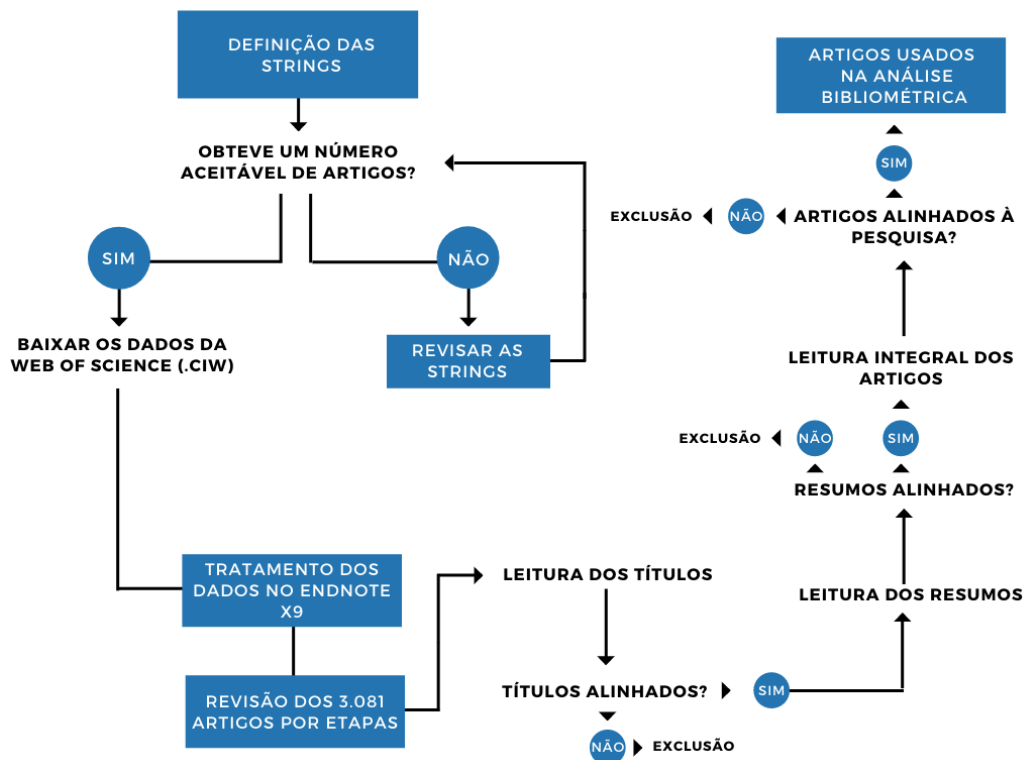 DEFINIÇÃO DAS
STRINGS
OBTEVE UM NÚMERO
ACEITÁVEL DE ARTIGOS?
SIM
NÃO
BAIXAR OS DADOS DA
WEB OF SCIENCE (.CIW)
REVISAR AS
STRINGS
TRATAMENTO DOS
DADOS NO ENDNOTE
X9
REVISÃO DOS 3.081
ARTIGOS POR ETAPAS
LEITURA DOS TÍTULOS
TÍTULOS ALINHADOS?
SIM
NÃO
EXCLUSÃO
LEITURA DOS RESUMOS
RESUMOS ALINHADOS?
EXCLUSÃO
NÃO
SIM
LEITURA INTEGRAL DOS
ARTIGOS
ARTIGOS ALINHADOS À
PESQUISA?
EXCLUSÃO
NÃO
SIM
ARTIGOS USADOS
NA ANÁLISE
BIBLIOMÉTRICA